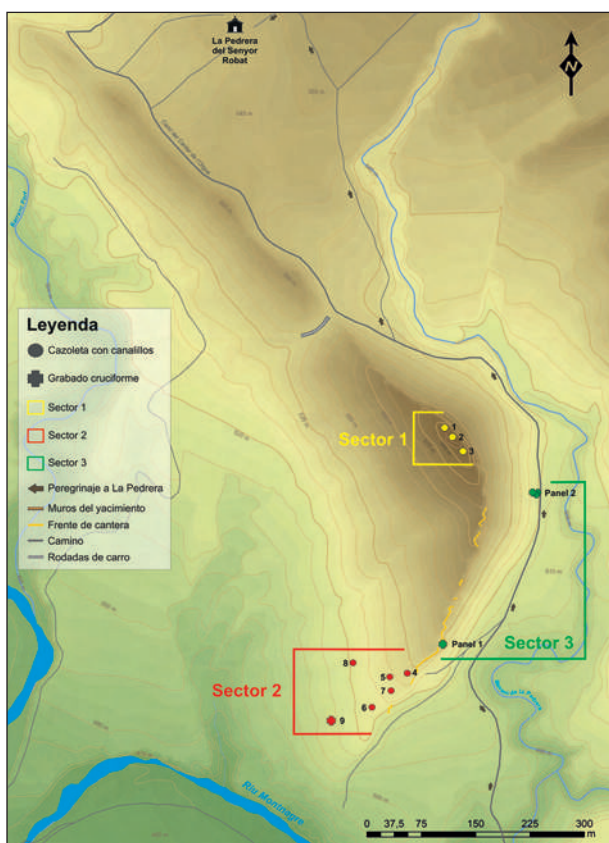 La Pedrera
del Senyor
Robat
N
Leyenda
Cazoleta con canalillos
Grabado cruciforme
Sector 1
Sector 2
Sector 3
Peregrinaje a La Pedrera
Muros del yacimiento
Frente de cantera
Camino
Rodadas de carro
Sector 1
1
2
3
Panel 2
Panel 1
Sector 3
Sector 2
8
5
4
7
6
9
Riu Montnagre
0 37,5 75 150 225 300
m